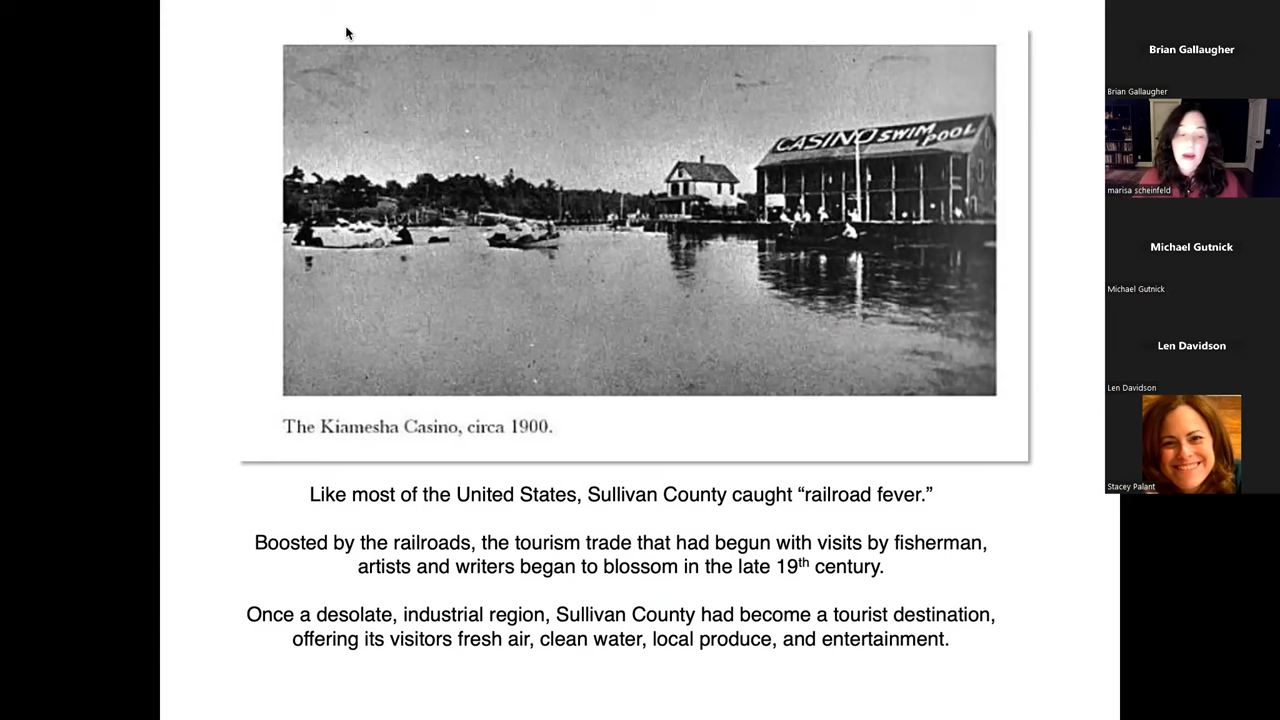 CASINO SWIM POOL
The Kiamesha Casino, circa 1900.
Like most of the United States, Sullivan County caught “railroad fever.”
Boosted by the railroads, the tourism trade that had begun with visits by fisherman,
artists and writers began to blossom in the late 19th century.
Once a desolate, industrial region, Sullivan County had become a tourist destination,
offering its visitors fresh air, clean water, local produce, and entertainment.
Brian Gallaugher
Brian Gallaugher
marisa scheinfeld
Michael Gutnick
Michael Gutnick
Len Davidson
Len Davidson
Stacey Palant